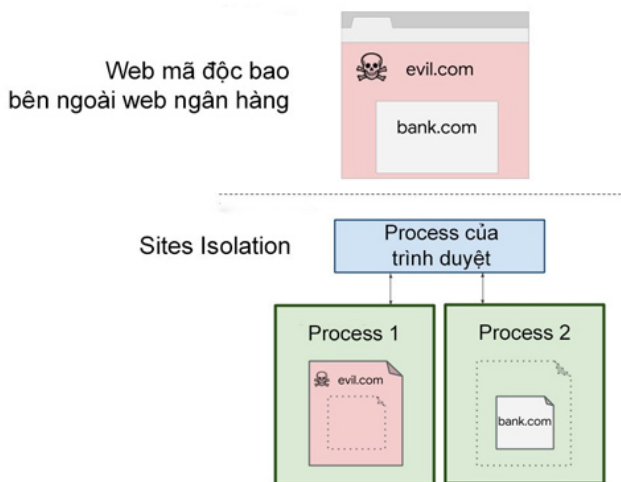 Web mã độc bao
bên ngoài web ngân hàng
evil.com
bank.com
Sites Isolation
Process của
trình duyệt
Process 1
Process 2
evil.com
bank.com